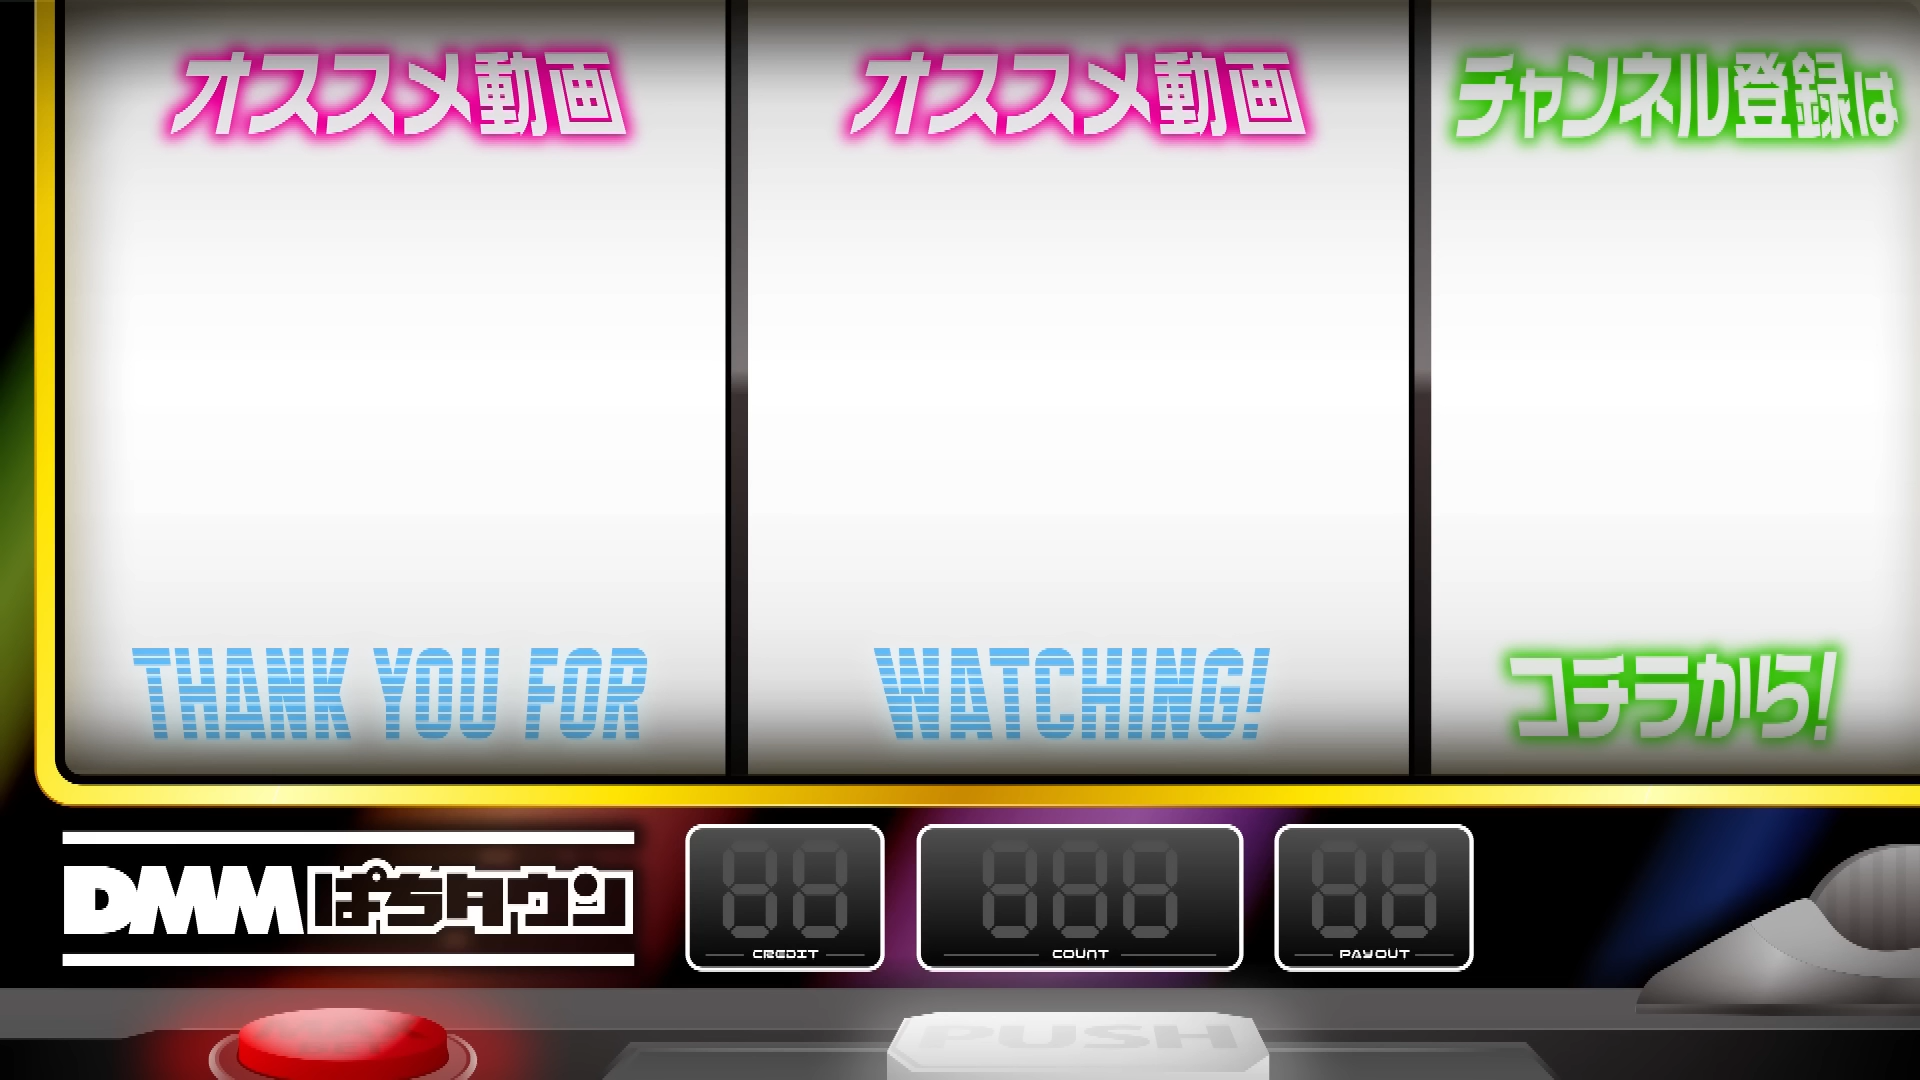 オススメ動画
オススメ動画
チャンネル登録は
THANK YOU FOR
WATCHING!
コチラから!
DMMぱちタウン
CREDIT
COUNT
PAYOUT
PUSH